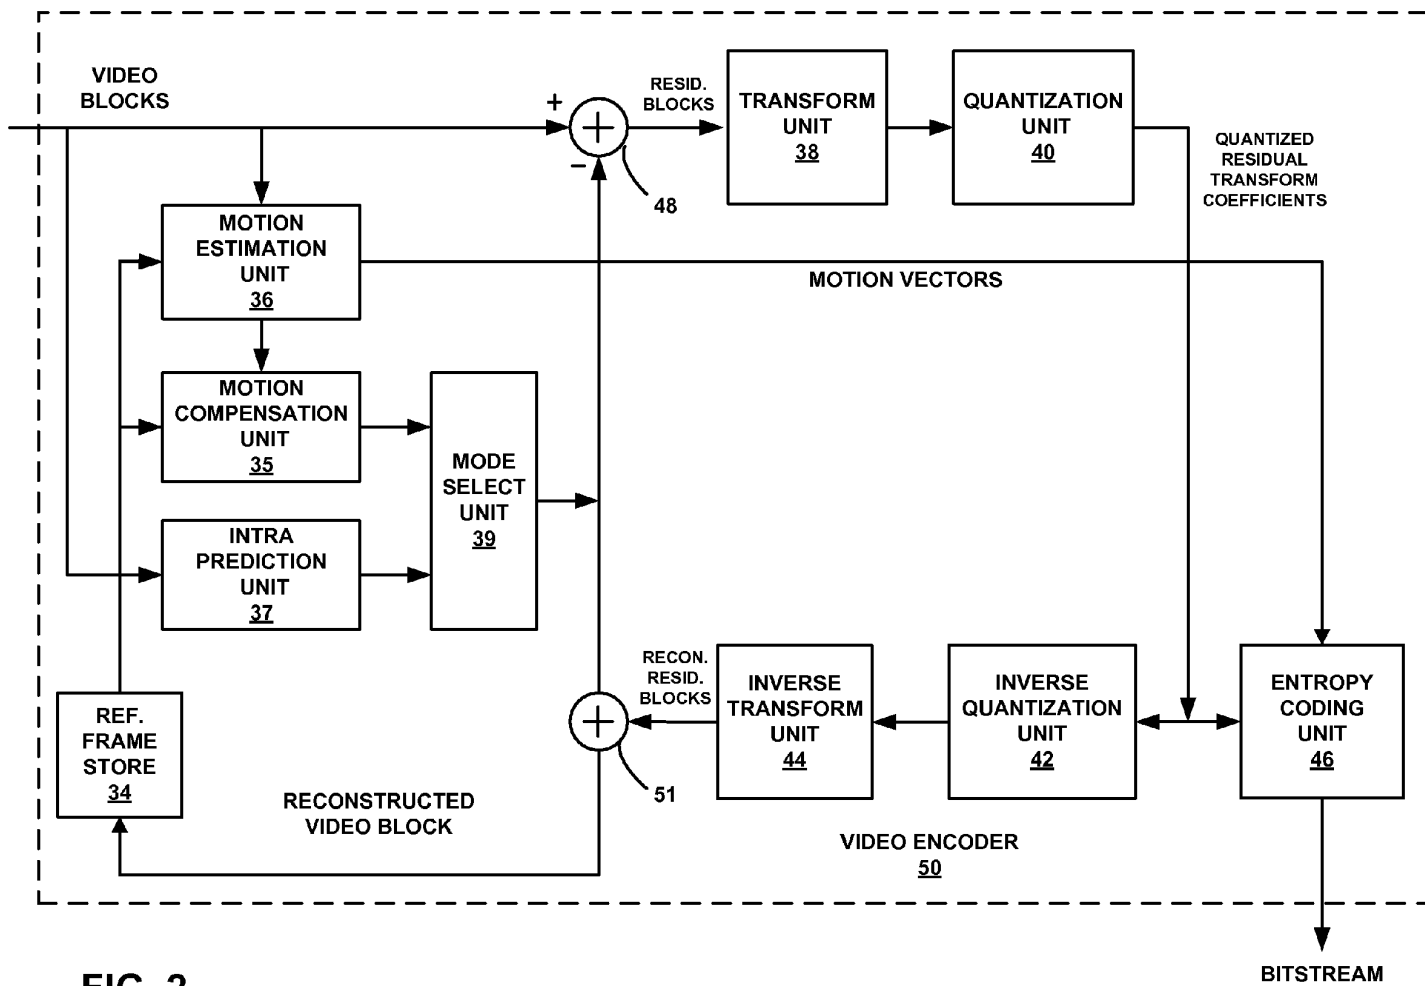 VIDEO
BLOCKS
+
−
48
RESID.
BLOCKS
TRANSFORM
UNIT
38
QUANTIZATION
UNIT
40
QUANTIZED
RESIDUAL
TRANSFORM
COEFFICIENTS
MOTION
ESTIMATION
UNIT
36
MOTION VECTORS
MOTION
COMPENSATION
UNIT
35
MODE
SELECT
UNIT
39
INTRA
PREDICTION
UNIT
37
REF.
FRAME
STORE
34
RECONSTRUCTED
VIDEO BLOCK
51
RECON.
RESID.
BLOCKS
INVERSE
TRANSFORM
UNIT
44
INVERSE
QUANTIZATION
UNIT
42
ENTROPY
CODING
UNIT
46
VIDEO ENCODER
50
BITSTREAM
FIG. 2